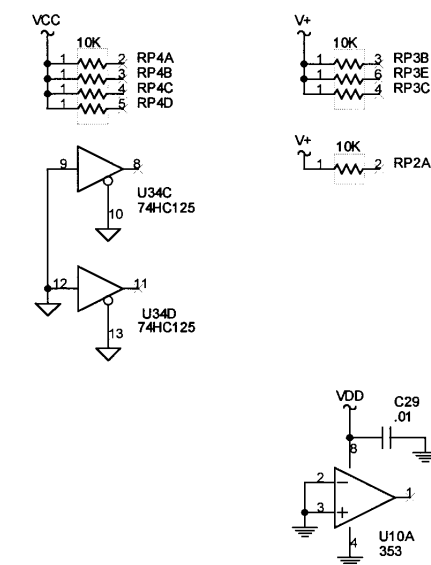 VCC
10K
1 2 RP4A
1 3 RP4B
1 4 RP4C
1 5 RP4D
V+
10K
1 3 RP3B
1 6 RP3E
1 4 RP3C
V+
10K
1 2 RP2A
9 8
10
U34C
74HC125
12 11
13
U34D
74HC125
VDD
C29
.01
8
2
3
1
4
U10A
353
−
+